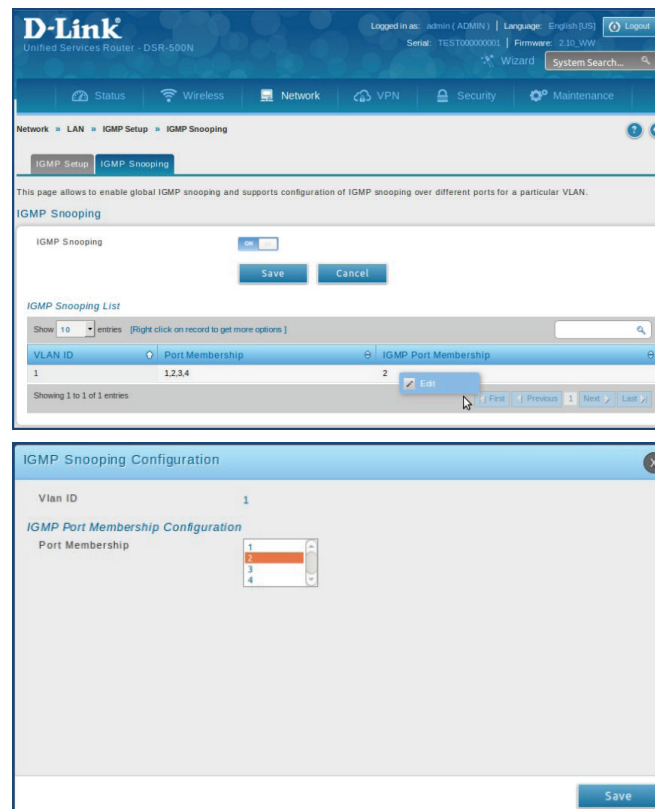 D-Link
Unified Services Router - DSR-500N
Logged in as: admin ( ADMIN ) | Language: English [US] Logout
Serial: TEST000000001 | Firmware: 2.10_WW
Wizard System Search...
Status Wireless Network VPN Security Maintenance
Network » LAN » IGMP Setup » IGMP Snooping
IGMP Setup IGMP Snooping
This page allows to enable global IGMP snooping and supports configuration of IGMP snooping over different ports for a particular VLAN.
IGMP Snooping
IGMP Snooping ON
Save Cancel
IGMP Snooping List
Show 10 entries [Right click on record to get more options ]
VLAN ID Port Membership IGMP Port Membership
1 1,2,3,4 2
Edit
Showing 1 to 1 of 1 entries First Previous 1 Next Last
IGMP Snooping Configuration
Vlan ID 1
IGMP Port Membership Configuration
Port Membership 1
2
3
4
Save